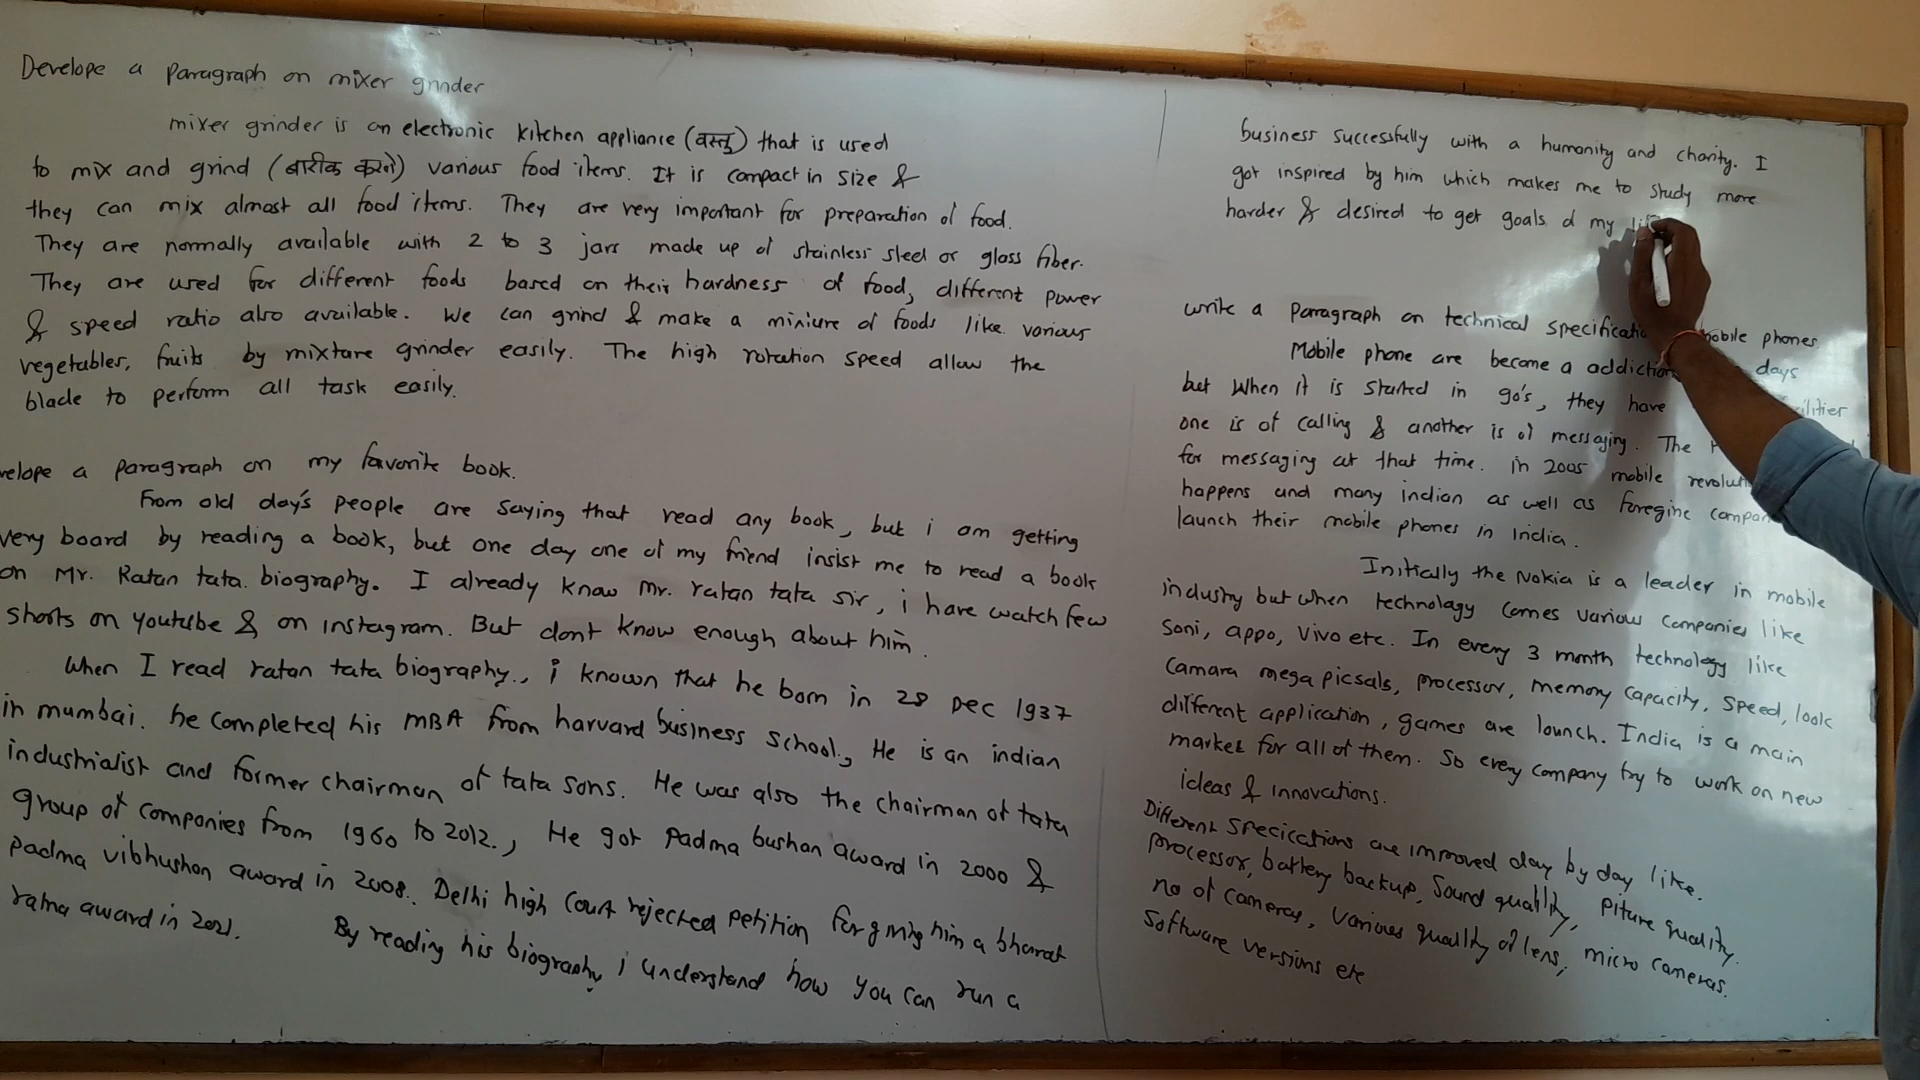 Develope a paragraph on mixer grinder
mixer grinder is an electronic kitchen appliance (वस्तू) that is used
to mix and grind (बारीक करणे) various food items. It is compact in size &
they can mix almost all food items. They are very important for preparation of food.
They are normally available with 2 to 3 jars made up of stainless steel or glass fiber.
They are used for different foods based on their hardness of food, different power
& speed ratio also available. We can grind & make a mixiure of foods like various
vegetables, fruits by mixture grinder easily. The high rotation speed allow the
blade to perform all task easily.
velope a paragraph on my favorite book.
From old day's people are saying that read any book, but i am getting
very board by reading a book, but one day one of my friend insist me to read a book
on Mr. Ratan tata biography. I already know Mr. ratan tata sir, i have watch few
shorts on youtube & on instagram. But dont know enough about him.
When I read ratan tata biography., i known that he born in 28 Dec 1937
in mumbai. he completed his MBA from harvard business school., He is an indian
industrialist and former chairman of tata sons. He was also the chairman of tata
group of companies from 1960 to 2012., He got Padma bushan award in 2000 &
padma vibhushan award in 2008. Delhi high court rejected petition for giving him a bharat
ratna award in 2021. By reading his biography i understand how you can run a
business successfully with a humanity and charity. I
got inspired by him which makes me to study more
harder & desired to get goals of my
write a paragraph on technical specificatio mobile phones.
Mobile phone are become a addiction days
but When it is started in 90's, they have ilities
one is of calling & another is of messaging. The
for messaging at that time. in 2005 mobile revolut
happens and many indian as well as foregine compan
launch their mobile phones in India.
Initially the Nokia is a leader in mobile
industry but when technology comes various companies like
Soni, appo, Vivo etc. In every 3 month technology like
camara mega picsals, processor, memory capacity, speed, look
different application, games are lounch. India is a main
market for all of them. So every company try to work on new
ideas & innovations.
Different specictions are improved day by day like.
processor, battery backup, Sound quality, piture quality.
no of cameras, various quality of lens, micro cameras.
Software versions etc